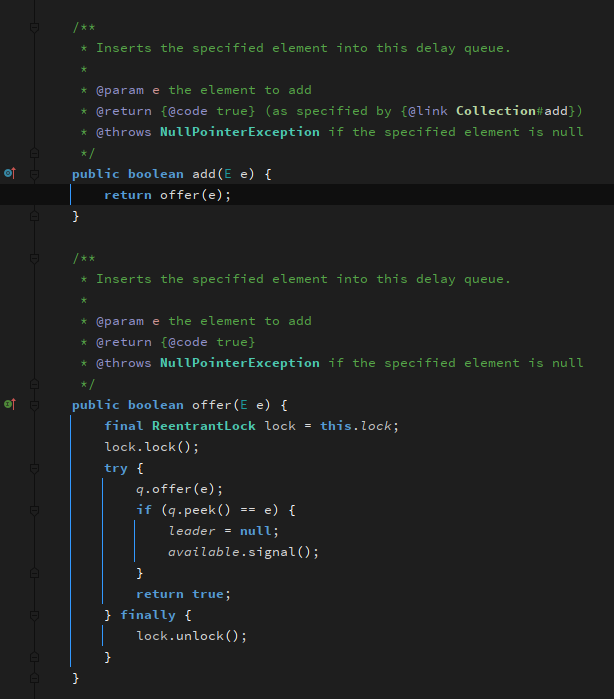 /**
 * Inserts the specified element into this delay queue.
 *
 * @param e the element to add
 * @return {@code true} (as specified by {@link Collection#add})
 * @throws NullPointerException if the specified element is null
 */
public boolean add(E e) {
    return offer(e);
}
/**
 * Inserts the specified element into this delay queue.
 *
 * @param e the element to add
 * @return {@code true}
 * @throws NullPointerException if the specified element is null
 */
public boolean offer(E e) {
    final ReentrantLock lock = this.lock;
    lock.lock();
    try {
        q.offer(e);
        if (q.peek() == e) {
            leader = null;
            available.signal();
        }
        return true;
    } finally {
        lock.unlock();
    }
}